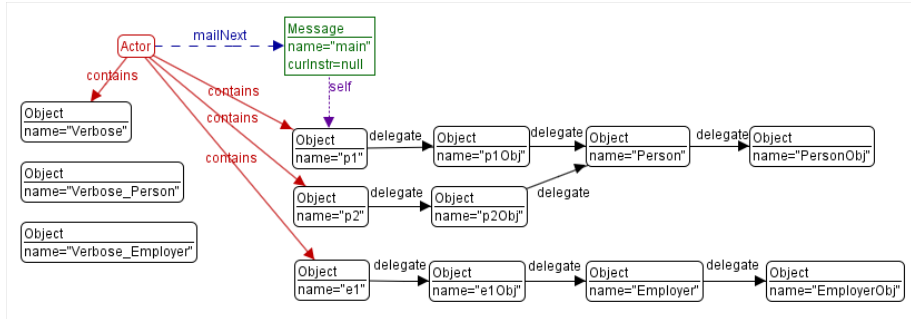 Message
Actor
mailNext
name="main"
curInstr=null
contains
self
Object
name="Verbose"
contains
contains
contains
Object
name="p1"
delegate
Object
name="p1Obj"
delegate
Object
name="Person"
delegate
Object
name="PersonObj"
Object
name="Verbose_Person"
Object
name="p2"
delegate
Object
name="p2Obj"
delegate
Object
name="Verbose_Employer"
Object
name="e1"
delegate
Object
name="e1Obj"
delegate
Object
name="Employer"
delegate
Object
name="EmployerObj"